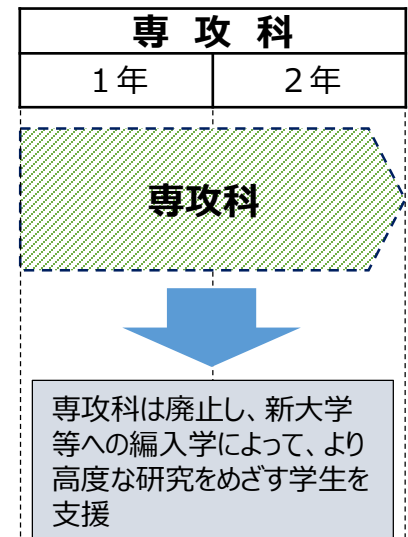 専 攻 科
１年 ２年
専攻科
専攻科は廃止し、新大学
等への編入学によって、より
高度な研究をめざす学生を
支援